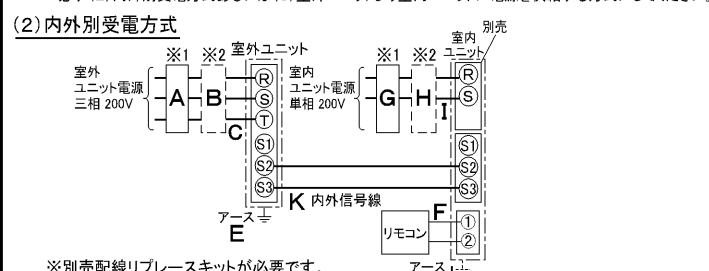 (2)内外別受電方式
※1 ※2 室外ユニット
※1 ※2 室内ユニット 別売
室外
ユニット電源
三相 200V
A B C
R
S
T
S1
S2
S3
室内
ユニット電源
単相 200V
G H I
R
S
S1
S2
S3
K 内外信号線
アース
E
リモコン
F
①
②
※別売配線リプレースキットが必要です。
アース